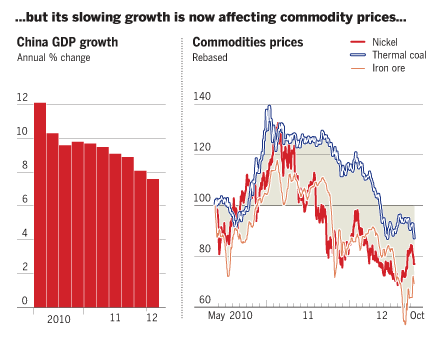 ...but its slowing growth is now affecting commodity prices...
China GDP growth
Annual % change
12
10
8
6
4
2
0
2010 11 12
Commodities prices
Rebased
Nickel
Thermal coal
Iron ore
140
120
100
80
60
May 2010 11 12 Oct